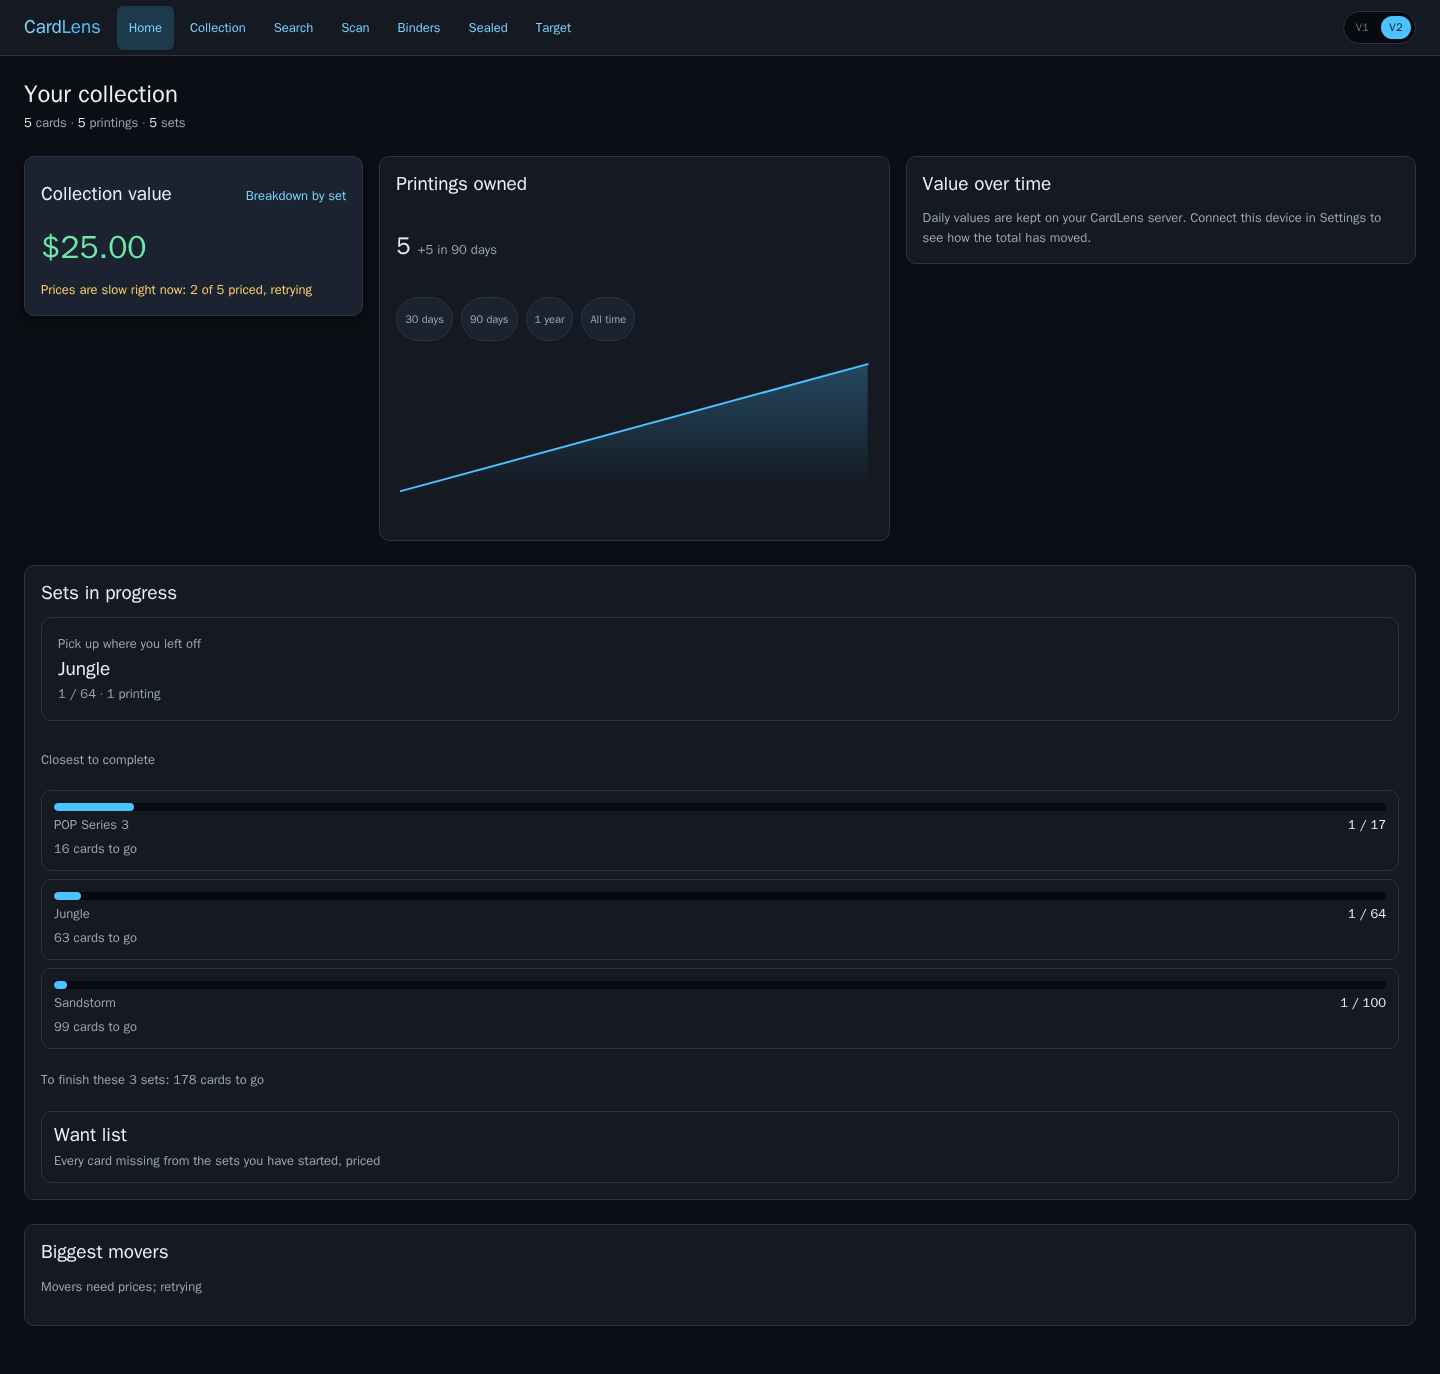 CardLens
Home
Collection
Search
Scan
Binders
Sealed
Target
V1
V2
Your collection
5 cards · 5 printings · 5 sets
Collection value
Breakdown by set
$25.00
Prices are slow right now: 2 of 5 priced, retrying
Printings owned
5 +5 in 90 days
30 days
90 days
1 year
All time
Value over time
Daily values are kept on your CardLens server. Connect this device in Settings to
see how the total has moved.
Sets in progress
Pick up where you left off
Jungle
1 / 64 · 1 printing
Closest to complete
POP Series 3
1 / 17
16 cards to go
Jungle
1 / 64
63 cards to go
Sandstorm
1 / 100
99 cards to go
To finish these 3 sets: 178 cards to go
Want list
Every card missing from the sets you have started, priced
Biggest movers
Movers need prices; retrying